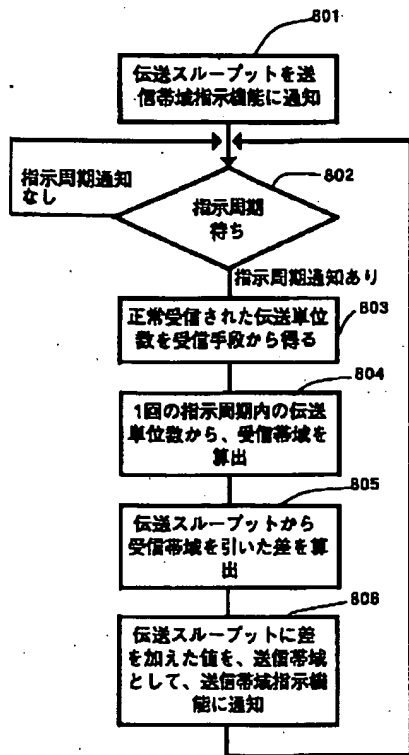 801
伝送スループットを送
信帯域指示機能に通知
指示周期通知
なし
802
指示周期
待ち
指示周期通知あり
803
正常受信された伝送単位
数を受信手段から得る
804
1回の指示周期内の伝送
単位数から、受信帯域を
算出
805
伝送スループットから
受信帯域を引いた差を算
出
806
伝送スループットに差
を加えた値を、送信帯域
として、送信帯域指示機
能に通知